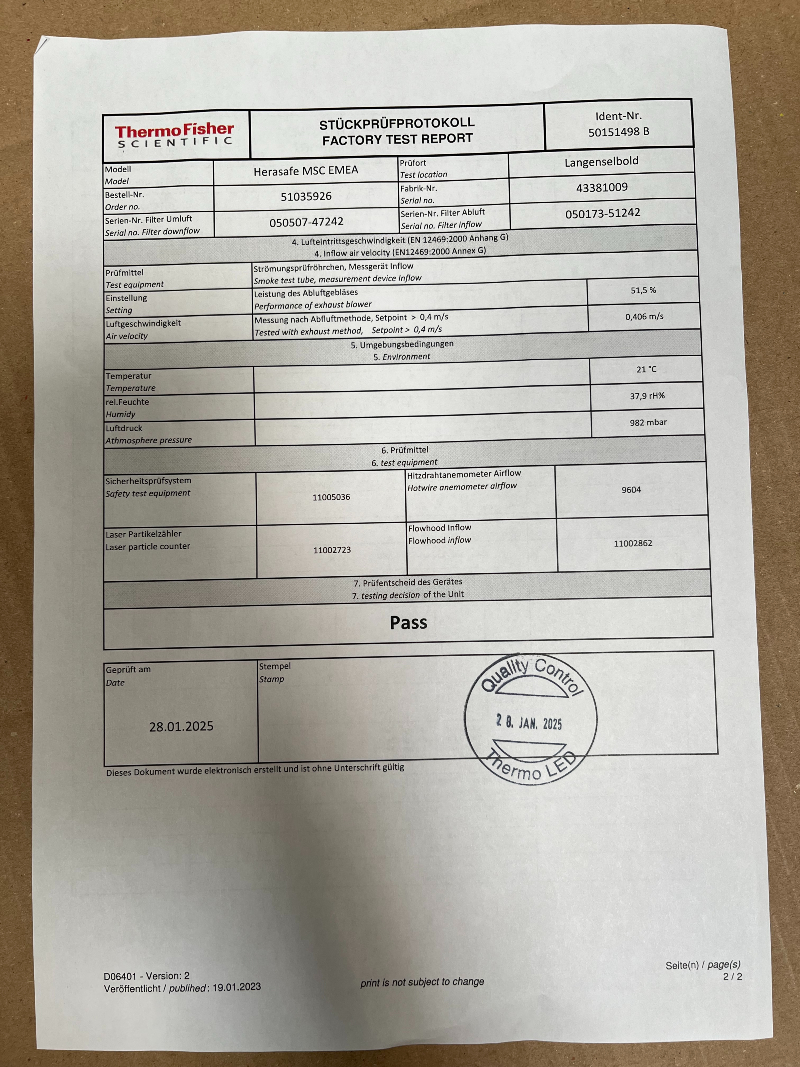 ThermoFisher
SCIENTIFIC
STÜCKPRÜFPROTOKOLL
FACTORY TEST REPORT
Ident-Nr.
50151498 B
Modell
Model
Herasafe MSC EMEA
Prüfort
Test location
Langenselbold
Bestell-Nr.
Order no.
51035926
Fabrik-Nr.
Serial no.
43381009
Serien-Nr. Filter Umluft
Serial no. Filter downflow
050507-47242
Serien-Nr. Filter Abluft
Serial no. Filter inflow
050173-51242
4. Lufteintrittsgeschwindigkeit (EN 12469:2000 Anhang G)
4. Inflow air velocity (EN12469:2000 Annex G)
Prüfmittel
Test equipment
Strömungsprüfröhrchen, Messgerät Inflow
Smoke test tube, measurement device inflow
Einstellung
Setting
Leistung des Abluftgebläses
Performance of exhaust blower
51,5 %
Luftgeschwindigkeit
Air velocity
Messung nach Abfluftmethode, Setpoint > 0,4 m/s
Tested with exhaust method, Setpoint > 0,4 m/s
0,406 m/s
5. Umgebungsbedingungen
5. Environment
Temperatur
Temperature
21 °C
rel.Feuchte
Humidy
37,9 rH%
Luftdruck
Athmosphere pressure
982 mbar
6. Prüfmittel
6. test equipment
Sicherheitsprüfsystem
Safety test equipment
11005036
Hitzdrahtanemometer Airflow
Hotwire anemometer airflow
9604
Laser Partikelzähler
Laser particle counter
11002723
Flowhood Inflow
Flowhood inflow
11002862
7. Prüfentscheid des Gerätes
7. testing decision of the Unit
Pass
Geprüft am
Date
28.01.2025
Stempel
Stamp
Quality Control
28. JAN. 2025
Thermo LED
Dieses Dokument wurde elektronisch erstellt und ist ohne Unterschrift gültig
D06401 - Version: 2
Veröffentlicht / publihed: 19.01.2023
print is not subject to change
Seite(n) / page(s)
2 / 2